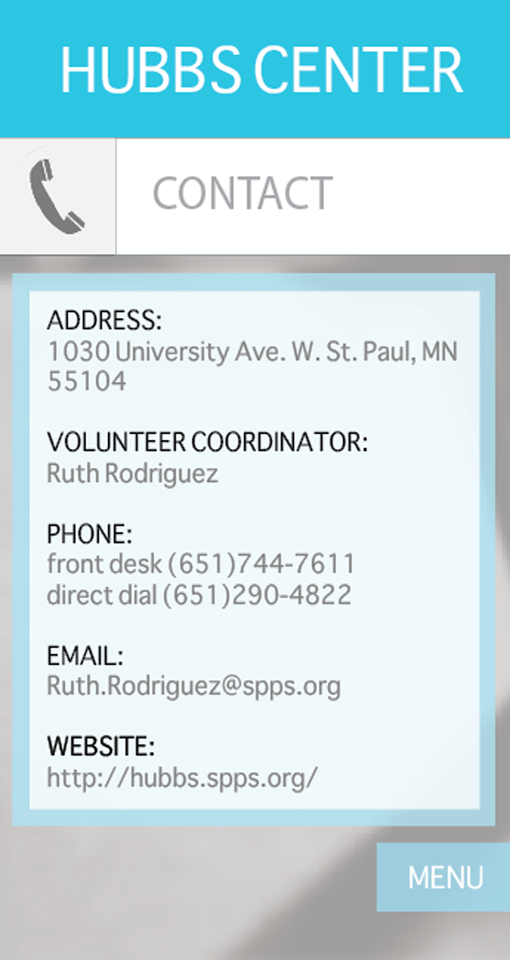 HUBBS CENTER
CONTACT
ADDRESS:
1030 University Ave. W. St. Paul, MN
55104
VOLUNTEER COORDINATOR:
Ruth Rodriguez
PHONE:
front desk (651)744-7611
direct dial (651)290-4822
EMAIL:
Ruth.Rodriguez@spps.org
WEBSITE:
http://hubbs.spps.org/
MENU